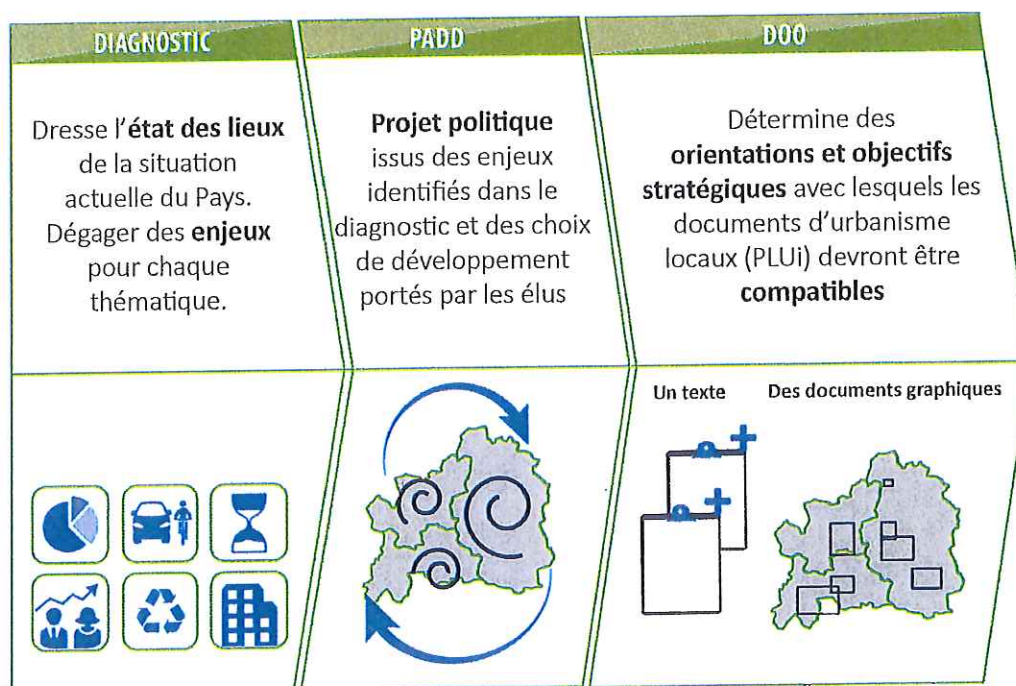 DIAGNOSTIC
Dresse l'état des lieux
de la situation
actuelle du Pays.
Dégager des enjeux
pour chaque
thématique.
PADD
Projet politique
issus des enjeux
identifiés dans le
diagnostic et des choix
de développement
portés par les élus
DOO
Détermine des
orientations et objectifs
stratégiques avec lesquels les
documents d'urbanisme
locaux (PLUi) devront être
compatibles
Un texte
Des documents graphiques